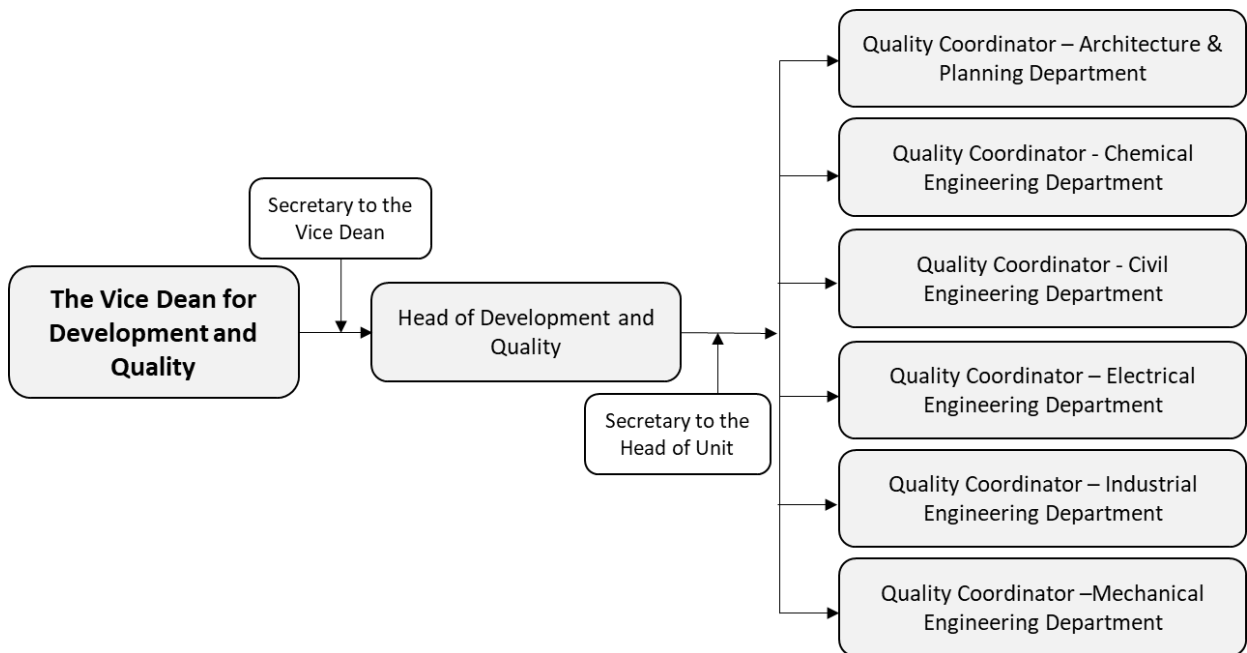 Secretary to the
Vice Dean
The Vice Dean for
Development and
Quality
Head of Development and
Quality
Secretary to the
Head of Unit
Quality Coordinator – Architecture &
Planning Department
Quality Coordinator - Chemical
Engineering Department
Quality Coordinator - Civil
Engineering Department
Quality Coordinator – Electrical
Engineering Department
Quality Coordinator – Industrial
Engineering Department
Quality Coordinator –Mechanical
Engineering Department